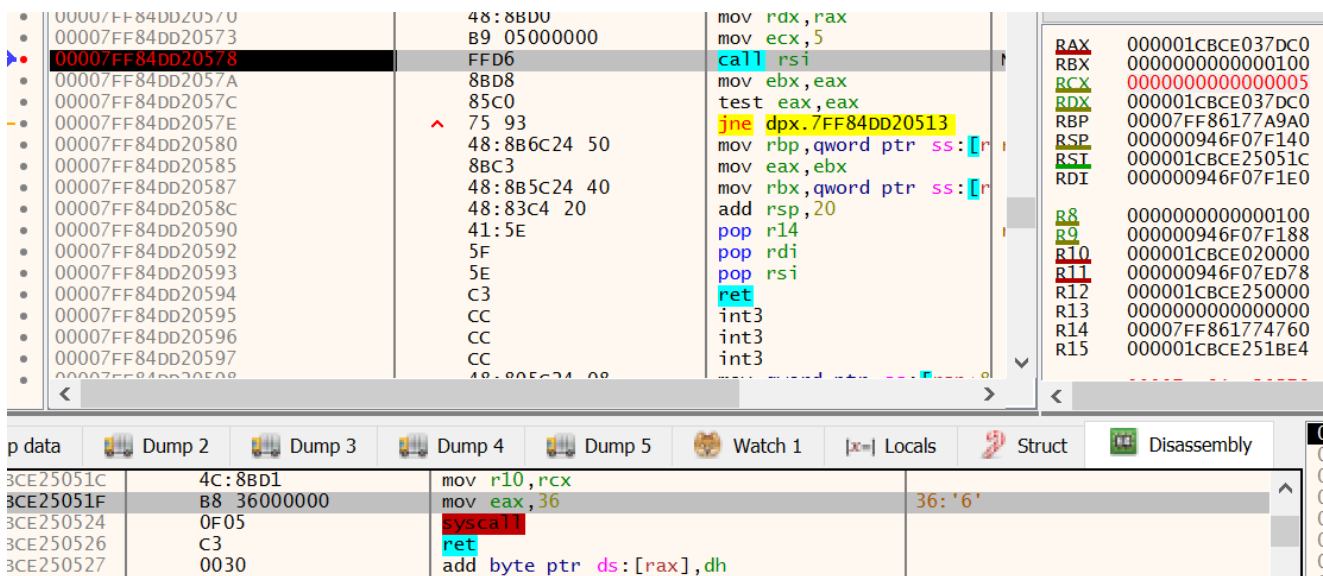 00007FF84DD20570 48:8BD0 mov rdx,rax
00007FF84DD20573 B9 05000000 mov ecx,5
00007FF84DD20578 FFD6 call rsi
00007FF84DD2057A 8BD8 mov ebx,eax
00007FF84DD2057C 85C0 test eax,eax
00007FF84DD2057E 75 93 jne dpx.7FF84DD20513
00007FF84DD20580 48:8B6C24 50 mov rbp,qword ptr ss:[r
00007FF84DD20585 8BC3 mov eax,ebx
00007FF84DD20587 48:8B5C24 40 mov rbx,qword ptr ss:[r
00007FF84DD2058C 48:83C4 20 add rsp,20
00007FF84DD20590 41:5E pop r14
00007FF84DD20592 5F pop rdi
00007FF84DD20593 5E pop rsi
00007FF84DD20594 C3 ret
00007FF84DD20595 CC int3
00007FF84DD20596 CC int3
00007FF84DD20597 CC int3
RAX 000001CBCE037DC0
RBX 0000000000000100
RCX 0000000000000005
RDX 000001CBCE037DC0
RBP 00007FF86177A9A0
RSP 000000946F07F140
RSI 000001CBCE25051C
RDI 000000946F07F1E0
R8 0000000000000100
R9 000000946F07F188
R10 000001CBCE020000
R11 000000946F07ED78
R12 000001CBCE250000
R13 0000000000000000
R14 00007FF861774760
R15 000001CBCE251BE4
p data Dump 2 Dump 3 Dump 4 Dump 5 Watch 1 |x=| Locals Struct Disassembly
BCE25051C 4C:8BD1 mov r10,rcx
BCE25051F B8 36000000 mov eax,36 36:'6'
BCE250524 0F05 syscall
BCE250526 C3 ret
BCE250527 0030 add byte ptr ds:[rax],dh